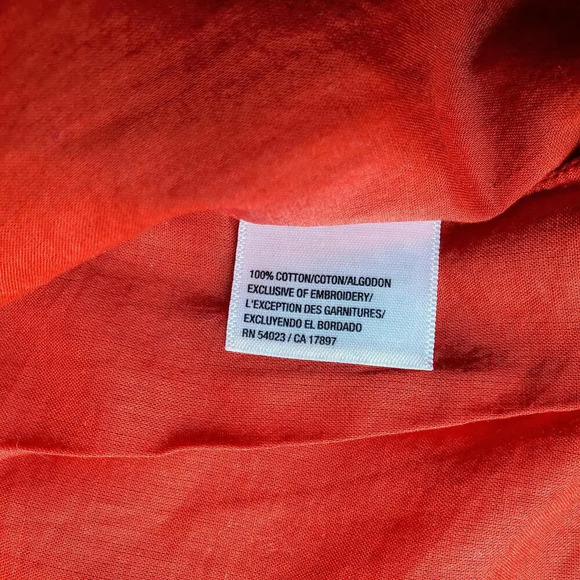 100% COTTON/COTON/ALGODON
EXCLUSIVE OF EMBROIDERY/
L'EXCEPTION DES GARNITURES/
EXCLUYENDO EL BORDADO
RN 54023 / CA 17897